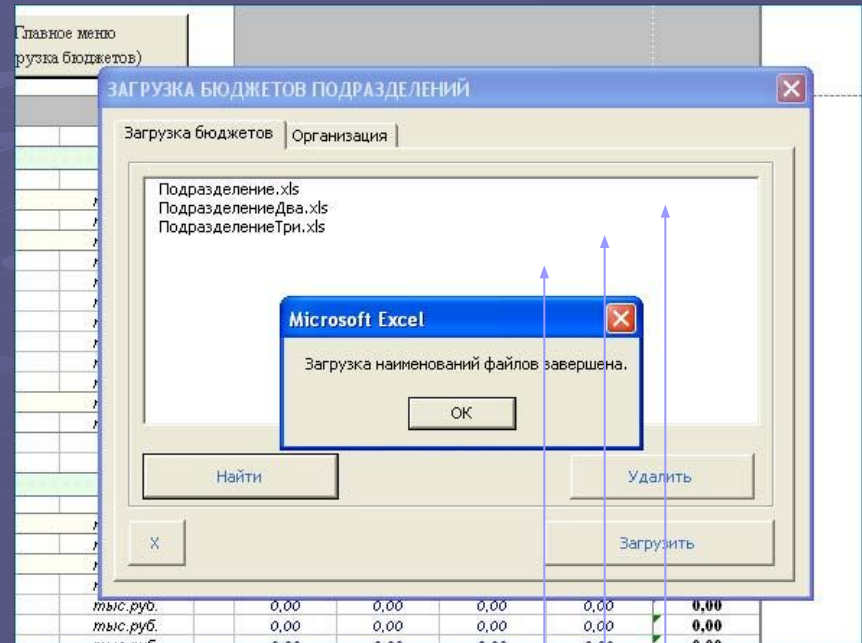 Главное меню
рузка бюджетов)
ЗАГРУЗКА БЮДЖЕТОВ ПОДРАЗДЕЛЕНИЙ
Загрузка бюджетов Организация
Подразделение.xls
ПодразделениеДва.xls
ПодразделениеТри.xls
Microsoft Excel
Загрузка наименований файлов завершена.
OK
Найти Удалить
X Загрузить
тыс.руб. 0,00 0,00 0,00 0,00 0,00
тыс.руб. 0,00 0,00 0,00 0,00 0,00